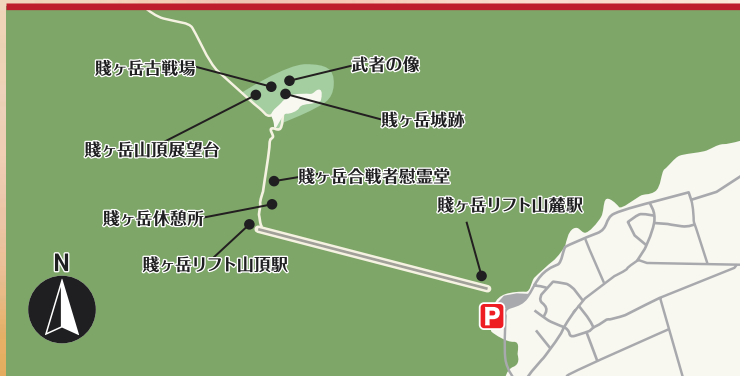 賤ヶ岳古戦場
武者の像
賤ヶ岳城跡
賤ヶ岳山頂展望台
賤ヶ岳合戦者慰霊堂
賤ヶ岳リフト山麓駅
賤ヶ岳休憩所
賤ヶ岳リフト山頂駅
N
P